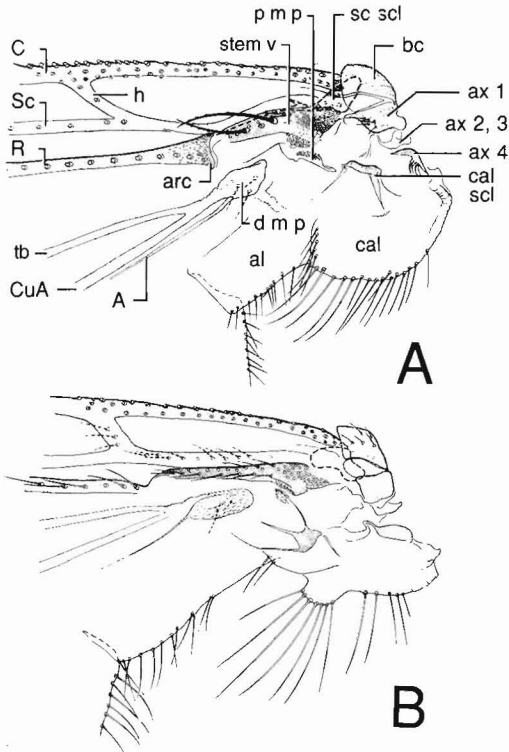 p m p
sc scl
stem v
bc
C
h
ax 1
Sc
ax 2, 3
R
ax 4
arc
cal
scl
d m p
al
cal
tb
CuA
A
A
B